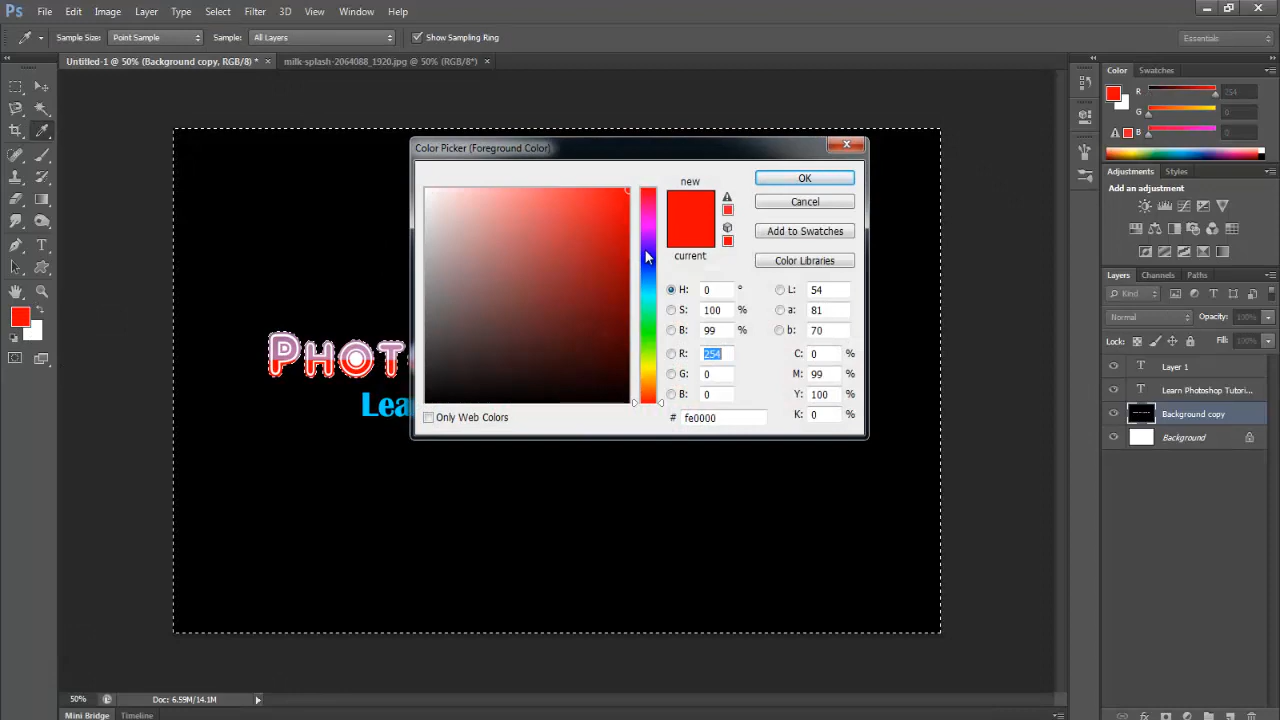 Ps File Edit Image Layer Type Select Filter 3D View Window Help
Sample Size: Point Sample Sample: All Layers Show Sampling Ring Essentials
Untitled-1 @ 50% (Background copy, RGB/8) * × milk-splash-2064088_1920.jpg @ 50% (RGB/8*) ×
Color Swatches
R 254
G 0
B 0
Color Picker (Foreground Color)
new
current
OK
Cancel
Add to Swatches
Color Libraries
H: 0 ° L: 54
S: 100 % a: 81
B: 99 % b: 70
R: 254 C: 0 %
G: 0 M: 99 %
B: 0 Y: 100 %
# fe0000 K: 0 %
Only Web Colors
Adjustments Styles
Add an adjustment
Layers Channels Paths
Kind
Normal Opacity: 100%
Lock: Fill: 100%
T Layer 1
T Learn Photoshop Tutori...
Background copy
Background
PHOT
Lea
50% Doc: 6.59M/14.1M
Mini Bridge Timeline